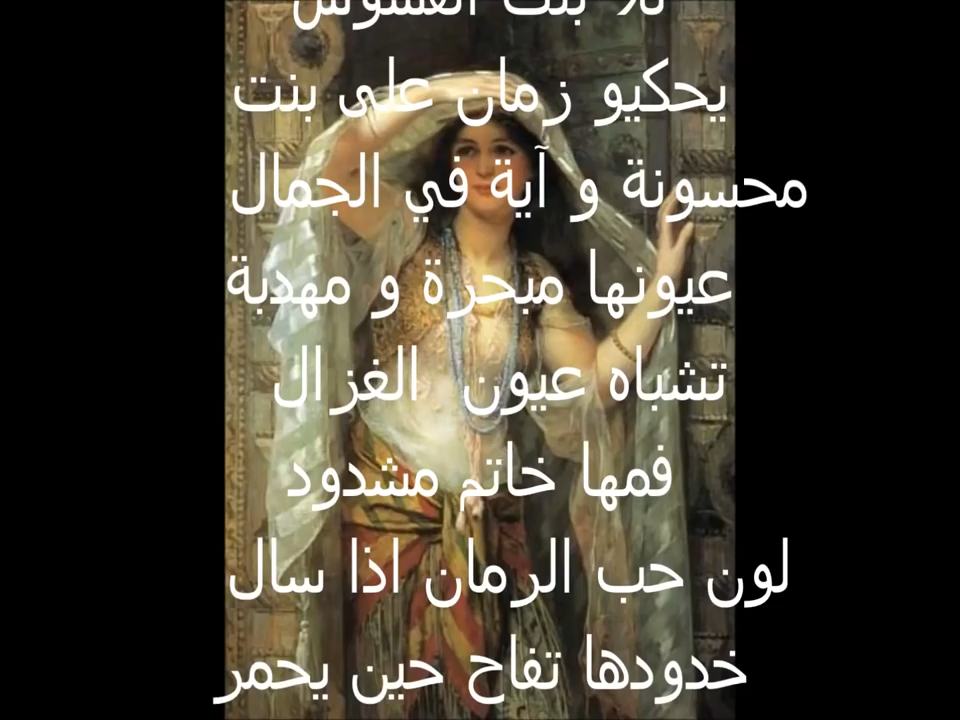 يحكيو زمان على بنت
محسونة و آية في الجمال
عيونها مبحرة و مهدبة
تشباه عيون الغزال
فمها خاتم مشدود
لون حب الرمان اذا سال
خدودها تفاح حين يحمر